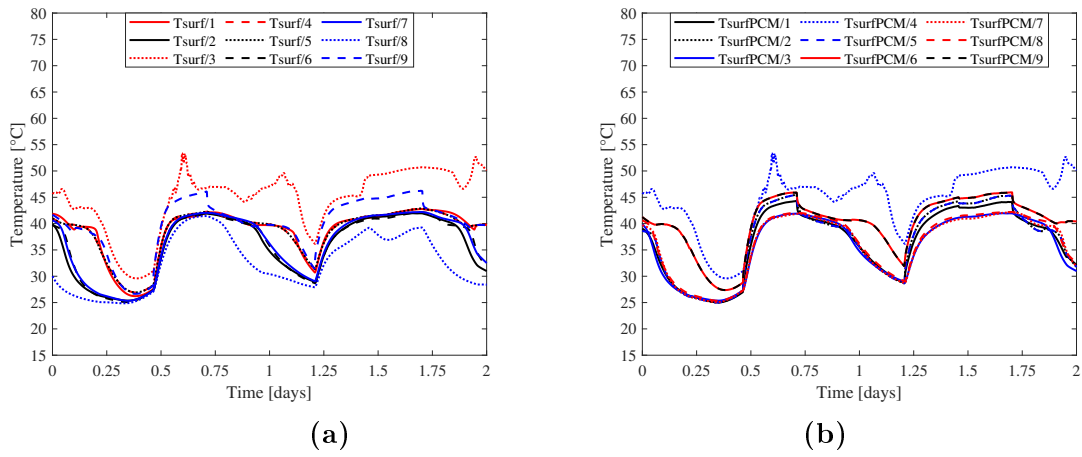 80
75
70
65
60
55
50
45
40
35
30
25
20
15
Temperature [°C]
Tsurf/1 Tsurf/4 Tsurf/7
Tsurf/2 Tsurf/5 Tsurf/8
Tsurf/3 Tsurf/6 Tsurf/9
0 0.25 0.5 0.75 1 1.25 1.5 1.75 2
Time [days]
(a)
80
75
70
65
60
55
50
45
40
35
30
25
20
15
Temperature [°C]
TsurfPCM/1 TsurfPCM/4 TsurfPCM/7
TsurfPCM/2 TsurfPCM/5 TsurfPCM/8
TsurfPCM/3 TsurfPCM/6 TsurfPCM/9
0 0.25 0.5 0.75 1 1.25 1.5 1.75 2
Time [days]
(b)